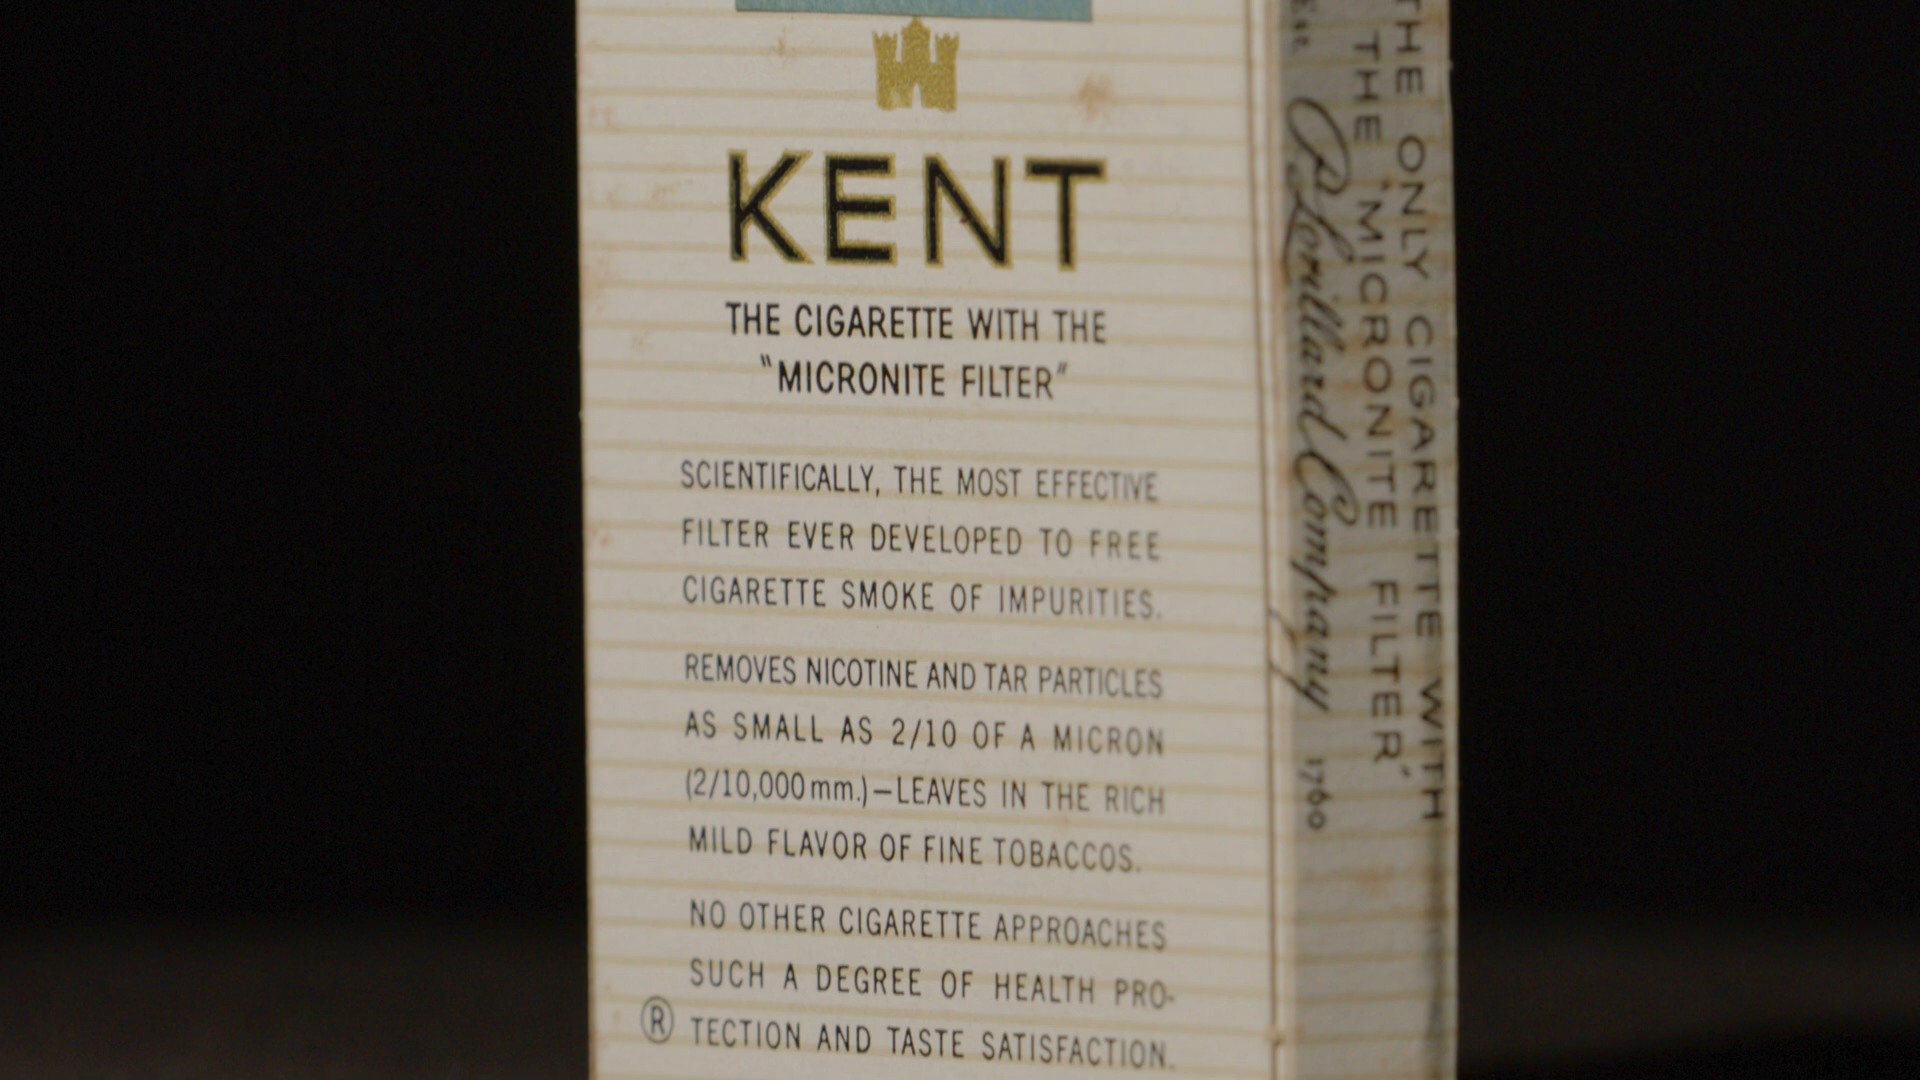 KENT
THE CIGARETTE WITH THE
"MICRONITE FILTER"
SCIENTIFICALLY, THE MOST EFFECTIVE
FILTER EVER DEVELOPED TO FREE
CIGARETTE SMOKE OF IMPURITIES.
REMOVES NICOTINE AND TAR PARTICLES
AS SMALL AS 2/10 OF A MICRON
(2/10,000 mm.)—LEAVES IN THE RICH
MILD FLAVOR OF FINE TOBACCOS.
NO OTHER CIGARETTE APPROACHES
SUCH A DEGREE OF HEALTH PRO-
® TECTION AND TASTE SATISFACTION.
THE ONLY CIGARETTE WITH
THE "MICRONITE FILTER"
P. Lorillard Company 1760